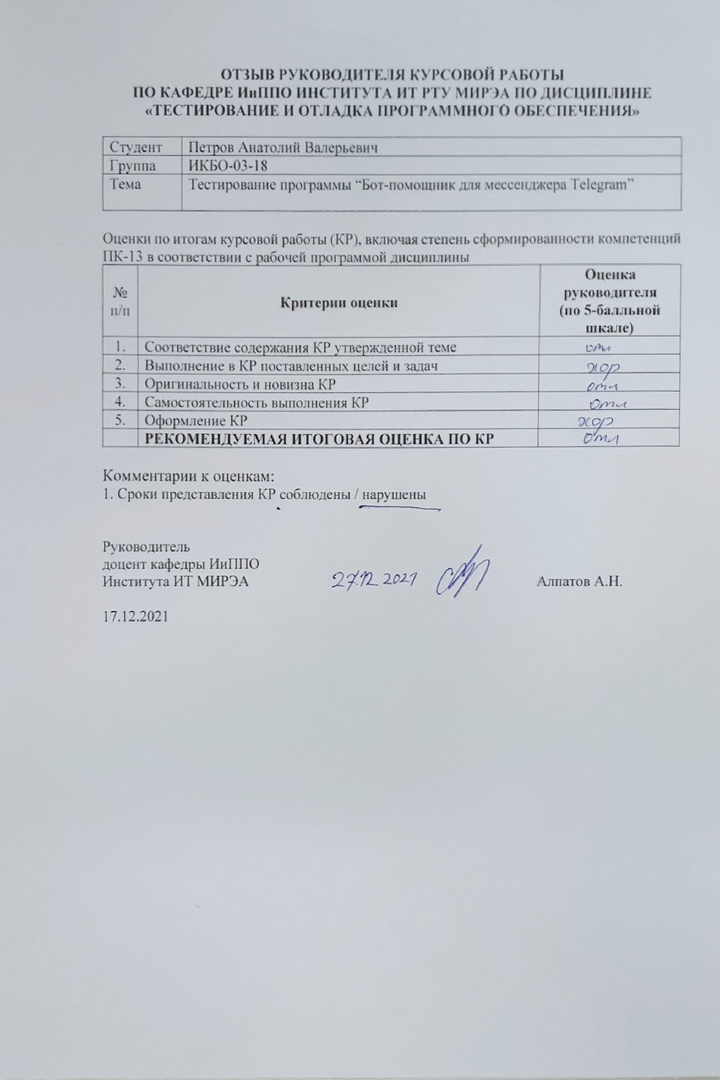 ОТЗЫВ РУКОВОДИТЕЛЯ КУРСОВОЙ РАБОТЫ
ПО КАФЕДРЕ ИиППО ИНСТИТУТА ИТ РТУ МИРЭА ПО ДИСЦИПЛИНЕ
«ТЕСТИРОВАНИЕ И ОТЛАДКА ПРОГРАММНОГО ОБЕСПЕЧЕНИЯ»
Студент Петров Анатолий Валерьевич
Группа ИКБО-03-18
Тема Тестирование программы “Бот-помощник для мессенджера Telegram”
Оценки по итогам курсовой работы (КР), включая степень сформированности компетенций
ПК-13 в соответствии с рабочей программой дисциплины
№ п/п Критерии оценки Оценка руководителя (по 5-балльной шкале)
1. Соответствие содержания КР утвержденной теме отл
2. Выполнение в КР поставленных целей и задач хор
3. Оригинальность и новизна КР отл
4. Самостоятельность выполнения КР отл
5. Оформление КР хор
РЕКОМЕНДУЕМАЯ ИТОГОВАЯ ОЦЕНКА ПО КР отл
Комментарии к оценкам:
1. Сроки представления КР соблюдены / нарушены
Руководитель
доцент кафедры ИиППО
Института ИТ МИРЭА 27.12 2021 Алпатов А.Н.
17.12.2021